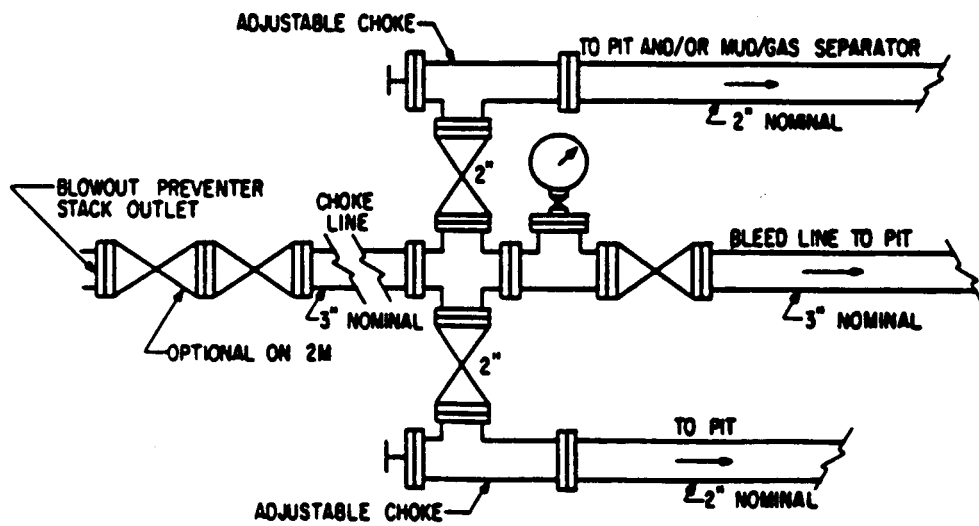 ADJUSTABLE CHOKE
TO PIT AND/OR MUD/GAS SEPARATOR
2" NOMINAL
2"
BLOWOUT PREVENTER
STACK OUTLET
CHOKE
LINE
BLEED LINE TO PIT
3" NOMINAL
3" NOMINAL
OPTIONAL ON 2M
2"
TO PIT
2" NOMINAL
ADJUSTABLE CHOKE